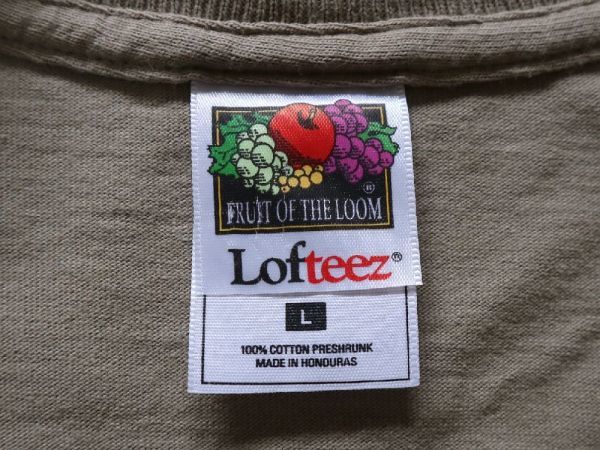 ®
FRUIT OF THE LOOM
Lofteez®
L
100% COTTON PRESHRUNK
MADE IN HONDURAS